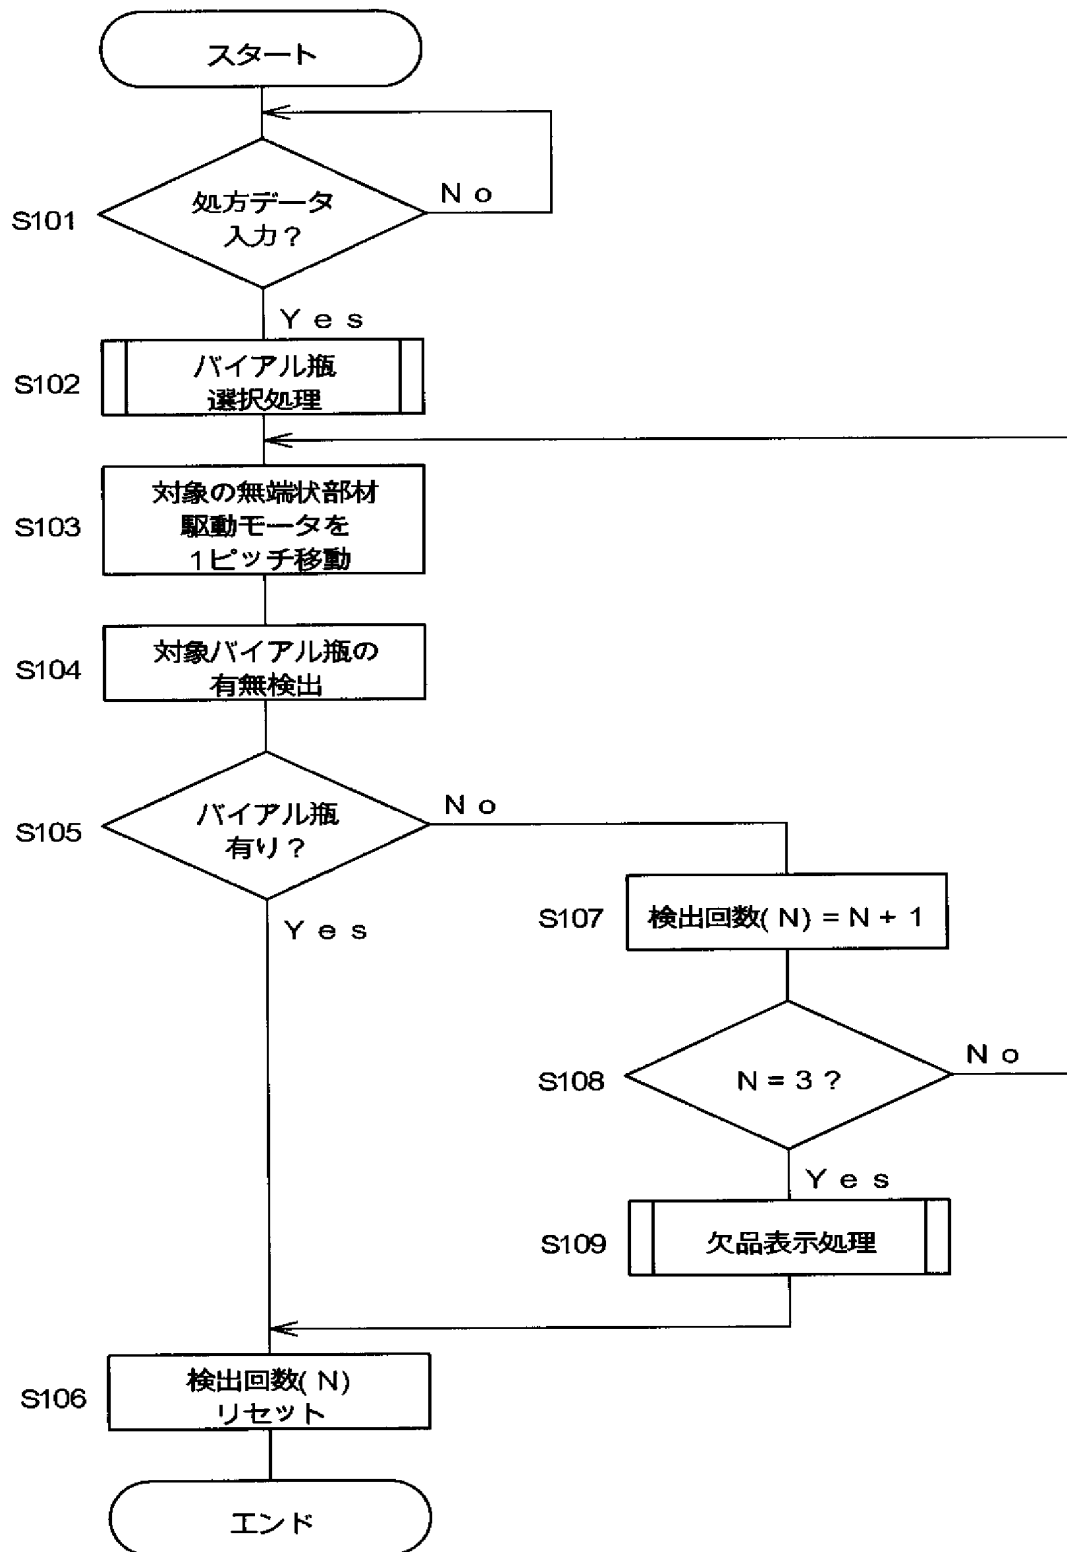 スタート
S101
処方データ
入力？
No
Yes
S102
バイアル瓶
選択処理
S103
対象の無端状部材
駆動モータを
1ピッチ移動
S104
対象バイアル瓶の
有無検出
S105
バイアル瓶
有り？
No
Yes
S107
検出回数(N)=N+1
S108
N=3？
No
Yes
S109
欠品表示処理
S106
検出回数(N)
リセット
エンド